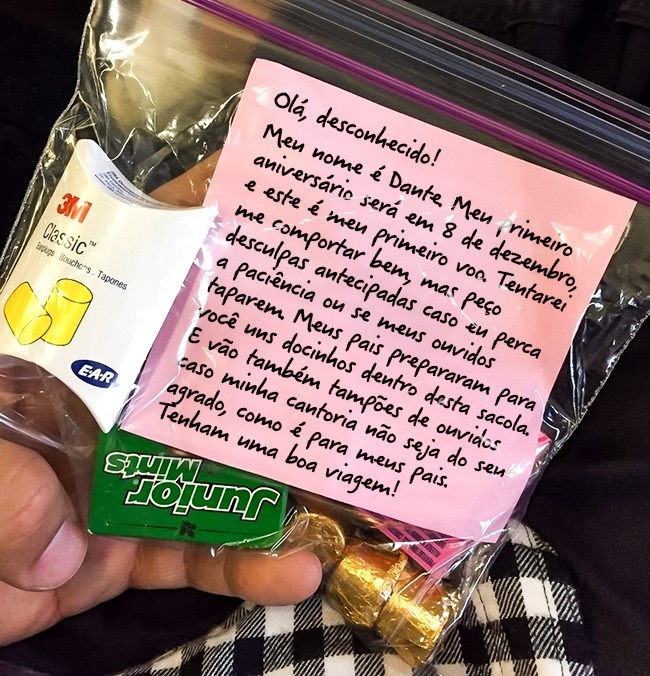 Olá, desconhecido!
Meu nome é Dante. Meu primeiro
aniversário será em 8 de dezembro,
e este é meu primeiro voo. Tentarei
me comportar bem, mas peço
desculpas antecipadas caso eu perca
a paciência ou se meus ouvidos
taparem. Meus pais prepararam para
você uns docinhos dentro desta sacola.
E vão também tampões de ouvidos
caso minha cantoria não seja do seu
agrado, como é para meus pais.
Tenham uma boa viagem!
3M
Classic™
Earplugs . Bouchons . Tapones
E·A·R
Junior
Mints